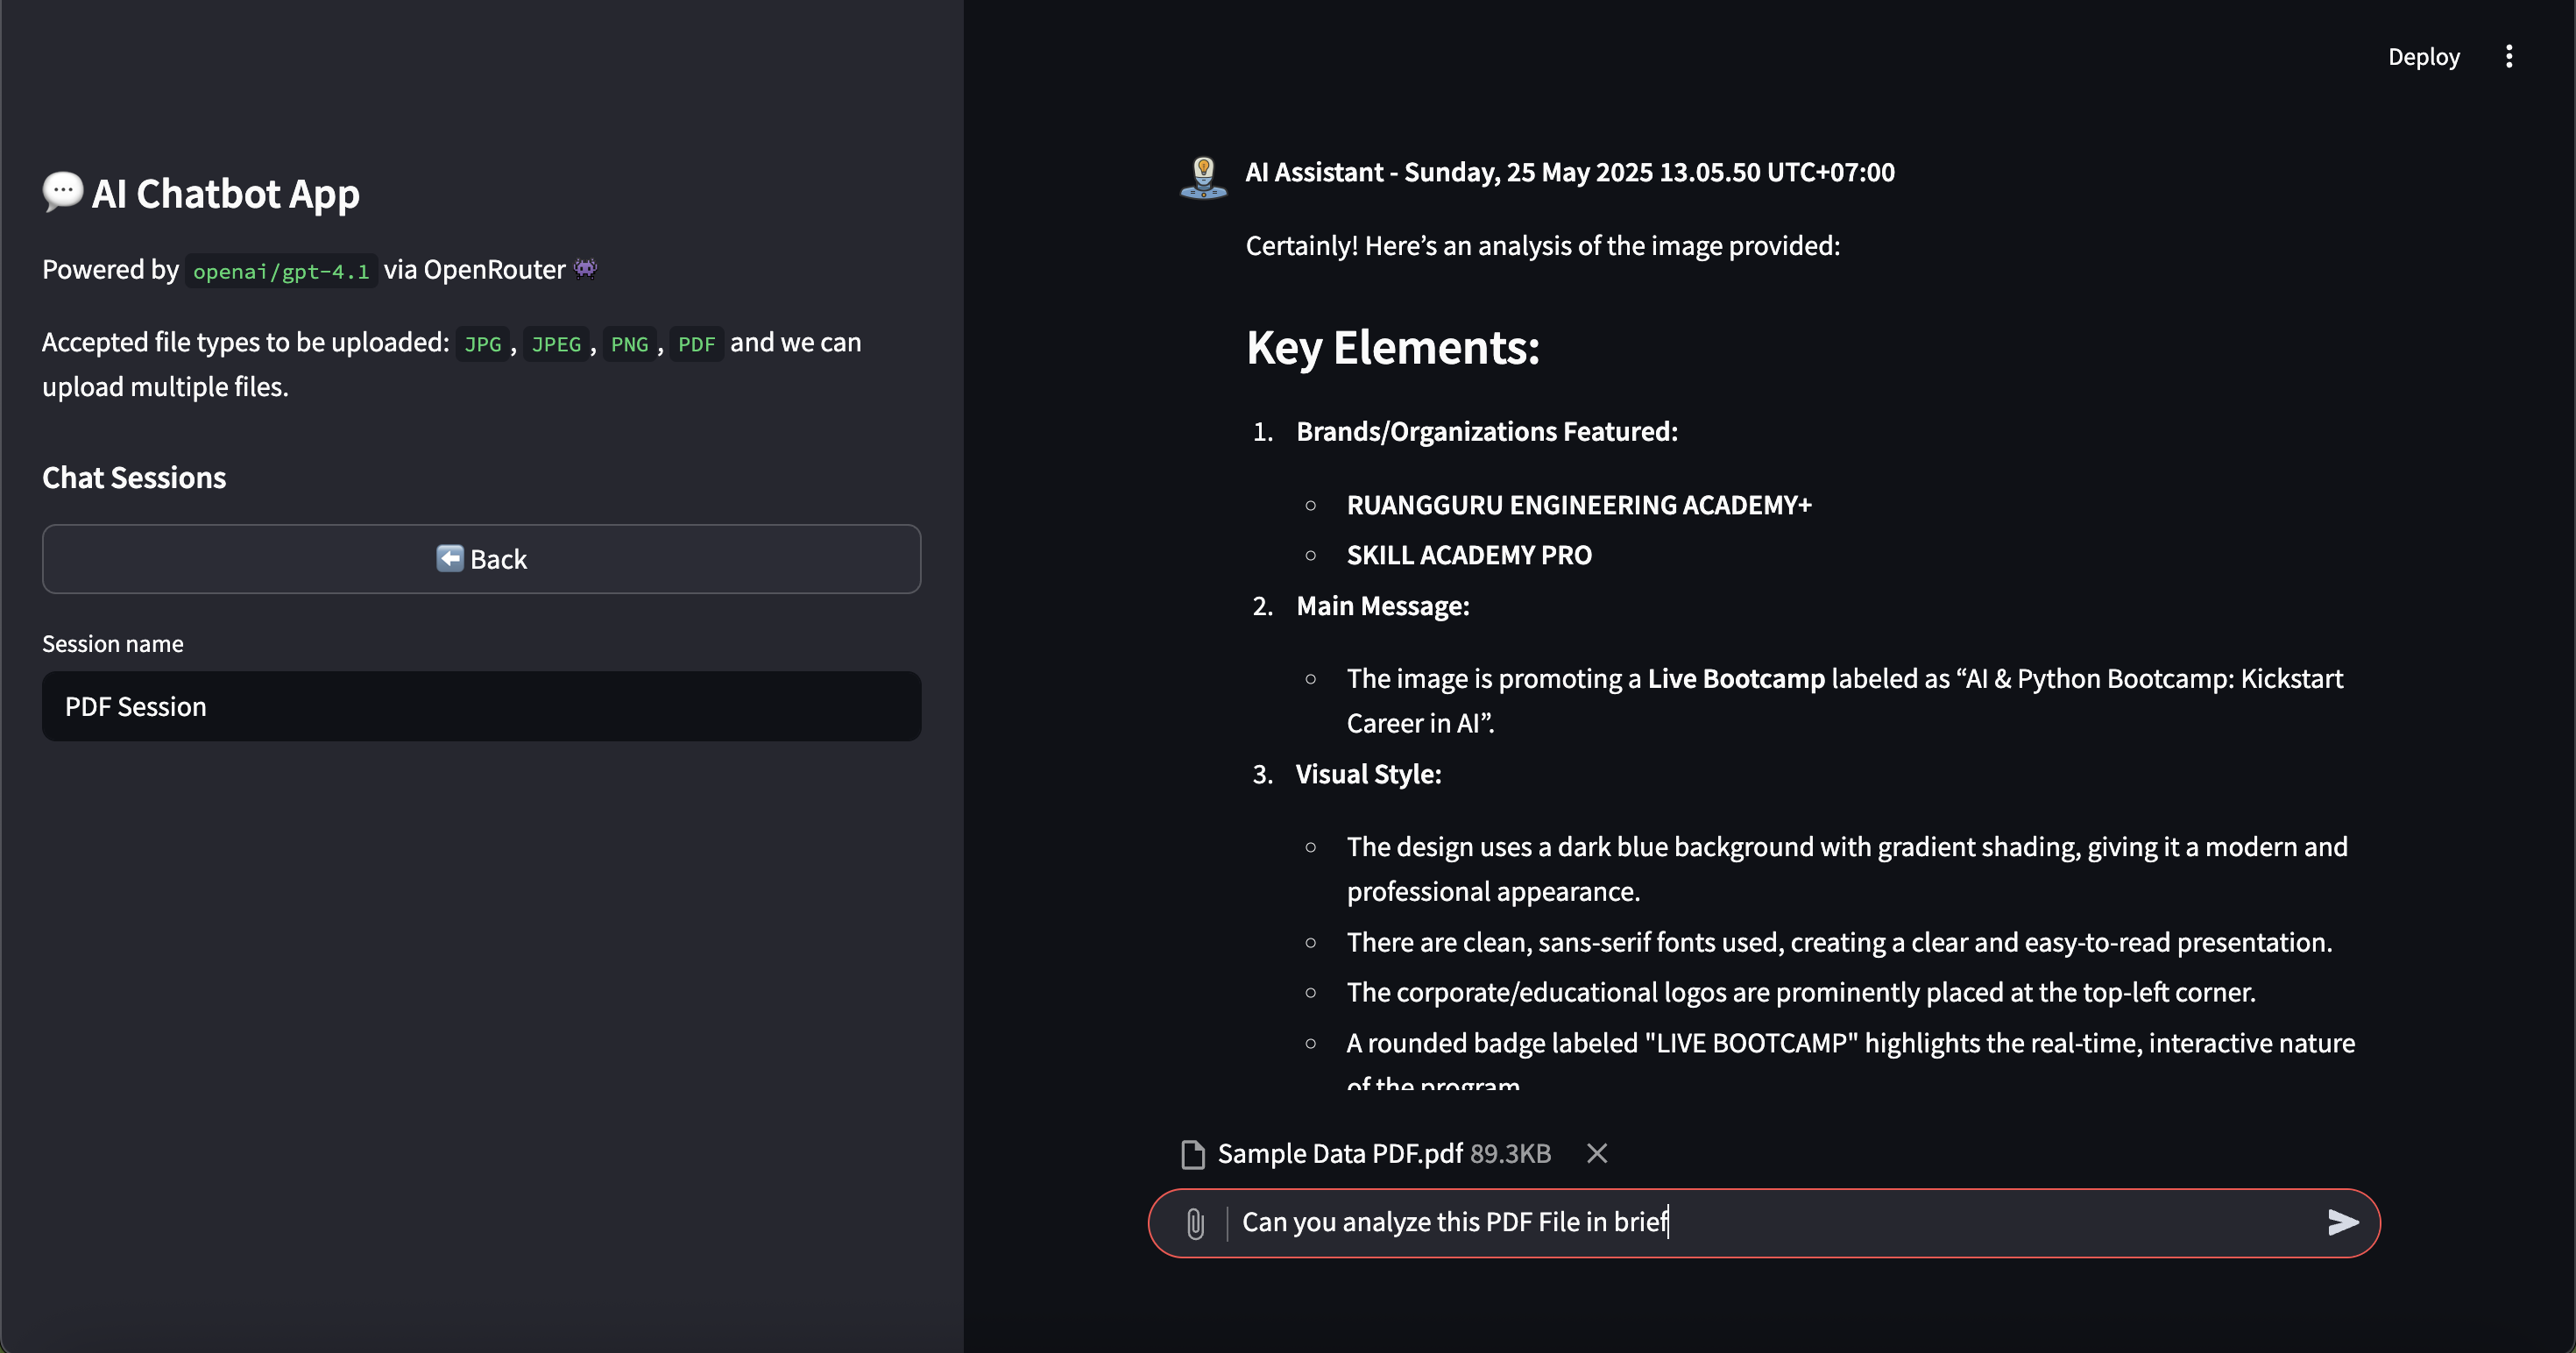 Deploy
AI Chatbot App
Powered by openai/gpt-4.1 via OpenRouter
Accepted file types to be uploaded: JPG, JPEG, PNG, PDF and we can
upload multiple files.
Chat Sessions
Back
Session name
PDF Session
AI Assistant - Sunday, 25 May 2025 13.05.50 UTC+07:00
Certainly! Here’s an analysis of the image provided:
Key Elements:
1. Brands/Organizations Featured:
RUANGGURU ENGINEERING ACADEMY+
SKILL ACADEMY PRO
2. Main Message:
The image is promoting a Live Bootcamp labeled as “AI & Python Bootcamp: Kickstart
Career in AI”.
3. Visual Style:
The design uses a dark blue background with gradient shading, giving it a modern and
professional appearance.
There are clean, sans-serif fonts used, creating a clear and easy-to-read presentation.
The corporate/educational logos are prominently placed at the top-left corner.
A rounded badge labeled "LIVE BOOTCAMP" highlights the real-time, interactive nature
of the program
Sample Data PDF.pdf 89.3KB
Can you analyze this PDF File in brief